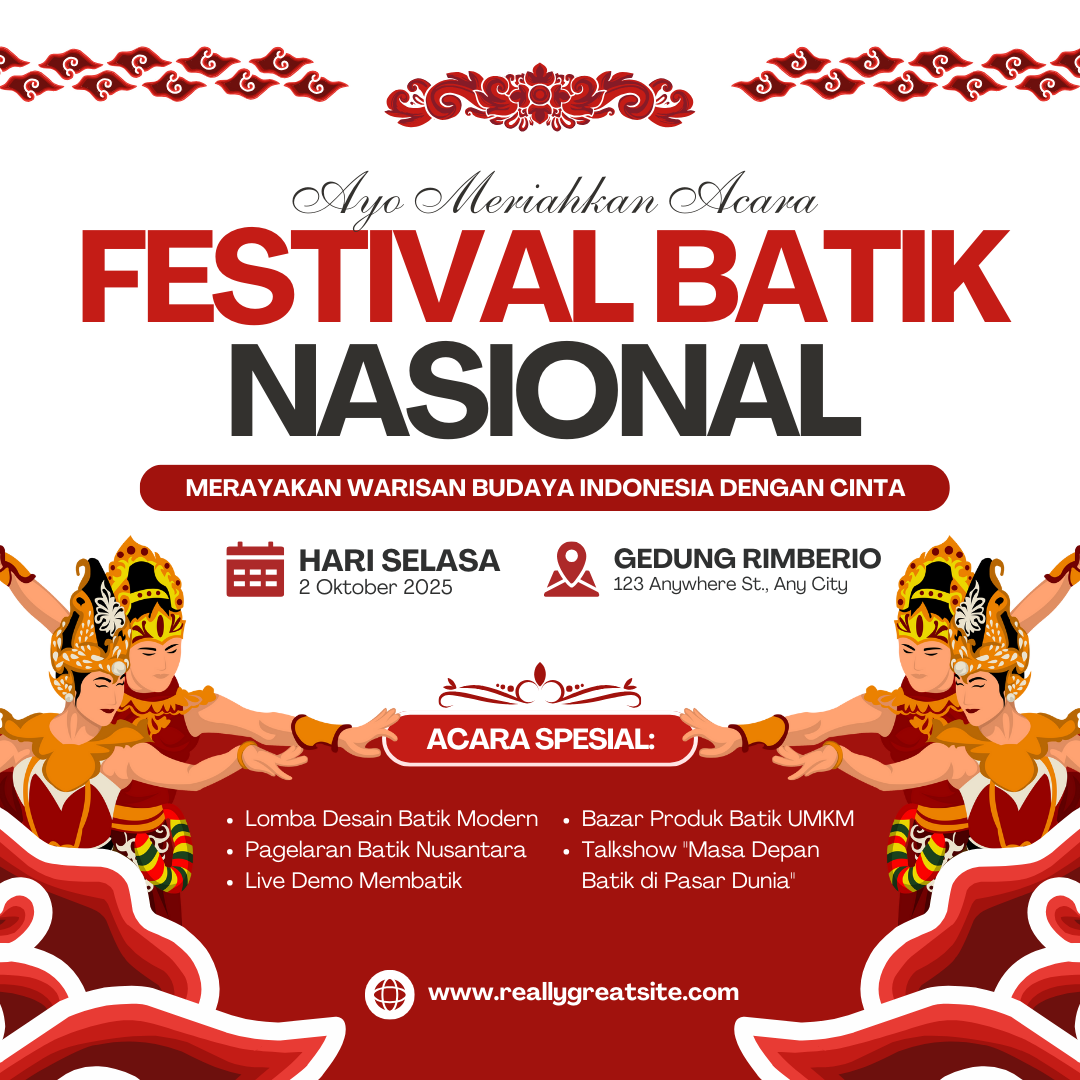 Ayo Meriahkan Acara
FESTIVAL BATIK
NASIONAL
MERAYAKAN WARISAN BUDAYA INDONESIA DENGAN CINTA
HARI SELASA
2 Oktober 2025
GEDUNG RIMBERIO
123 Anywhere St., Any City
ACARA SPESIAL:
• Lomba Desain Batik Modern
• Pagelaran Batik Nusantara
• Live Demo Membatik
• Bazar Produk Batik UMKM
• Talkshow "Masa Depan
Batik di Pasar Dunia"
www.reallygreatsite.com